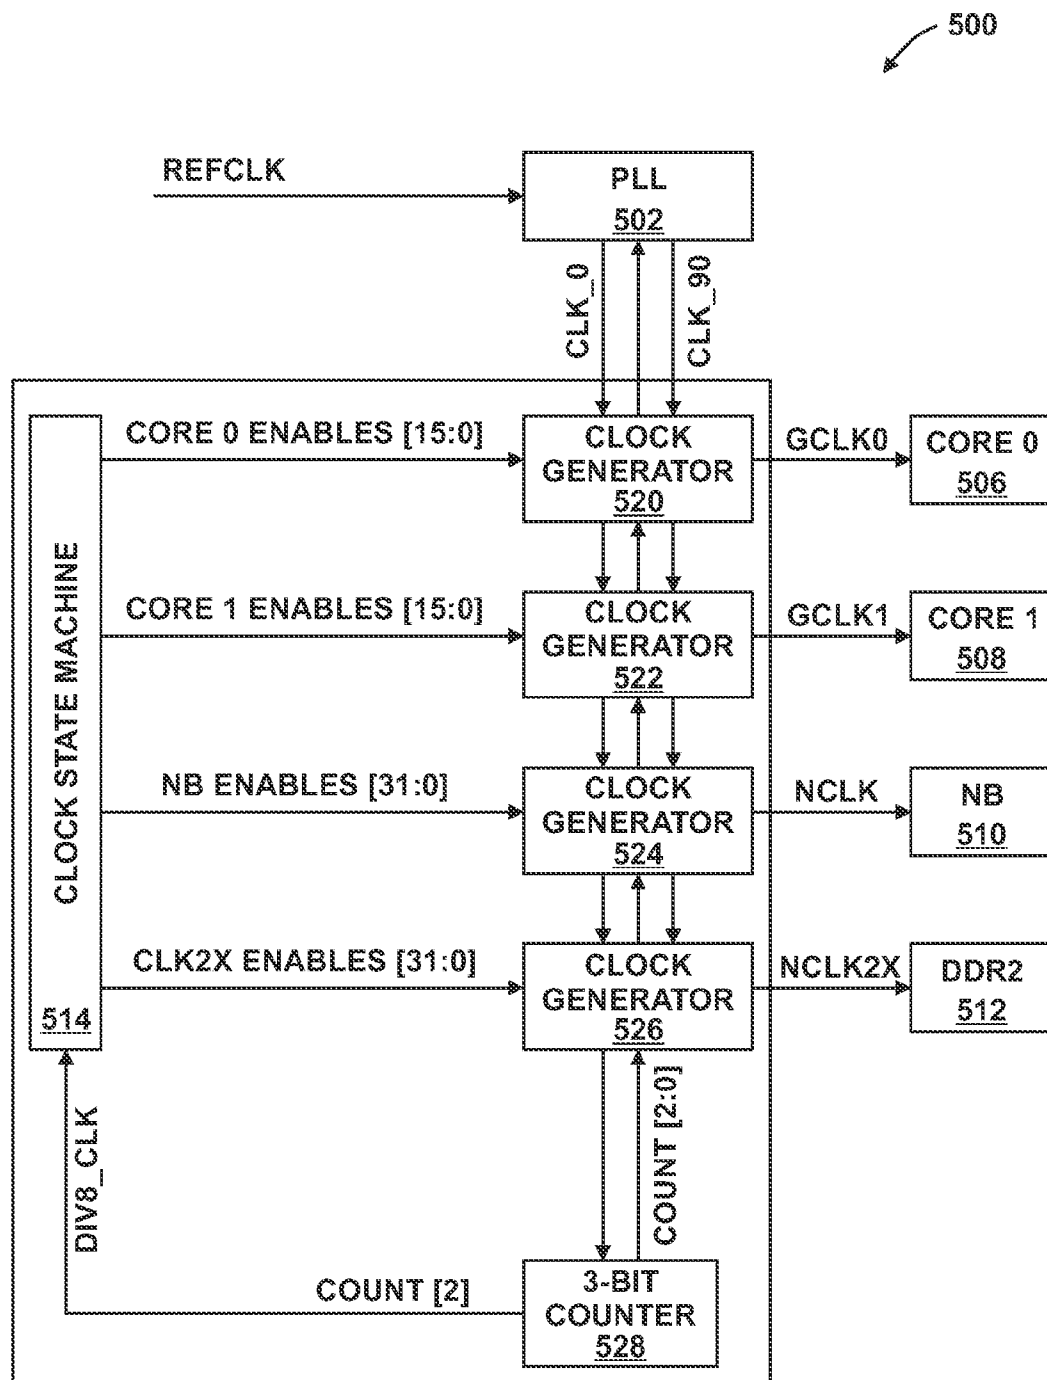 500
REFCLK
PLL
502
CLK_0
CLK_90
CORE 0 ENABLES [15:0]
CLOCK
GENERATOR
520
GCLK0
CORE 0
506
CLOCK STATE MACHINE
514
CORE 1 ENABLES [15:0]
CLOCK
GENERATOR
522
GCLK1
CORE 1
508
NB ENABLES [31:0]
CLOCK
GENERATOR
524
NCLK
NB
510
CLK2X ENABLES [31:0]
CLOCK
GENERATOR
526
NCLK2X
DDR2
512
DIV8_CLK
COUNT [2:0]
COUNT [2]
3-BIT
COUNTER
528